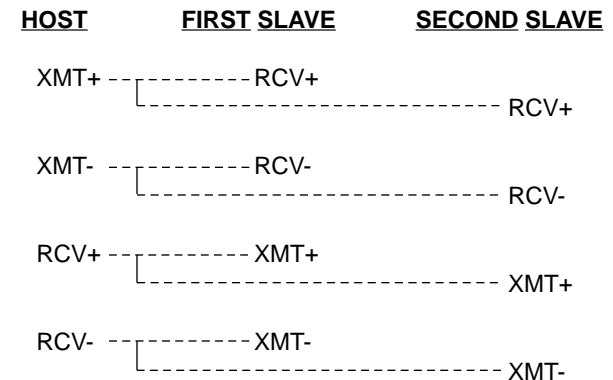 HOST FIRST SLAVE SECOND SLAVE
XMT+ RCV+
RCV+
XMT- RCV-
RCV-
RCV+ XMT+
XMT+
RCV- XMT-
XMT-